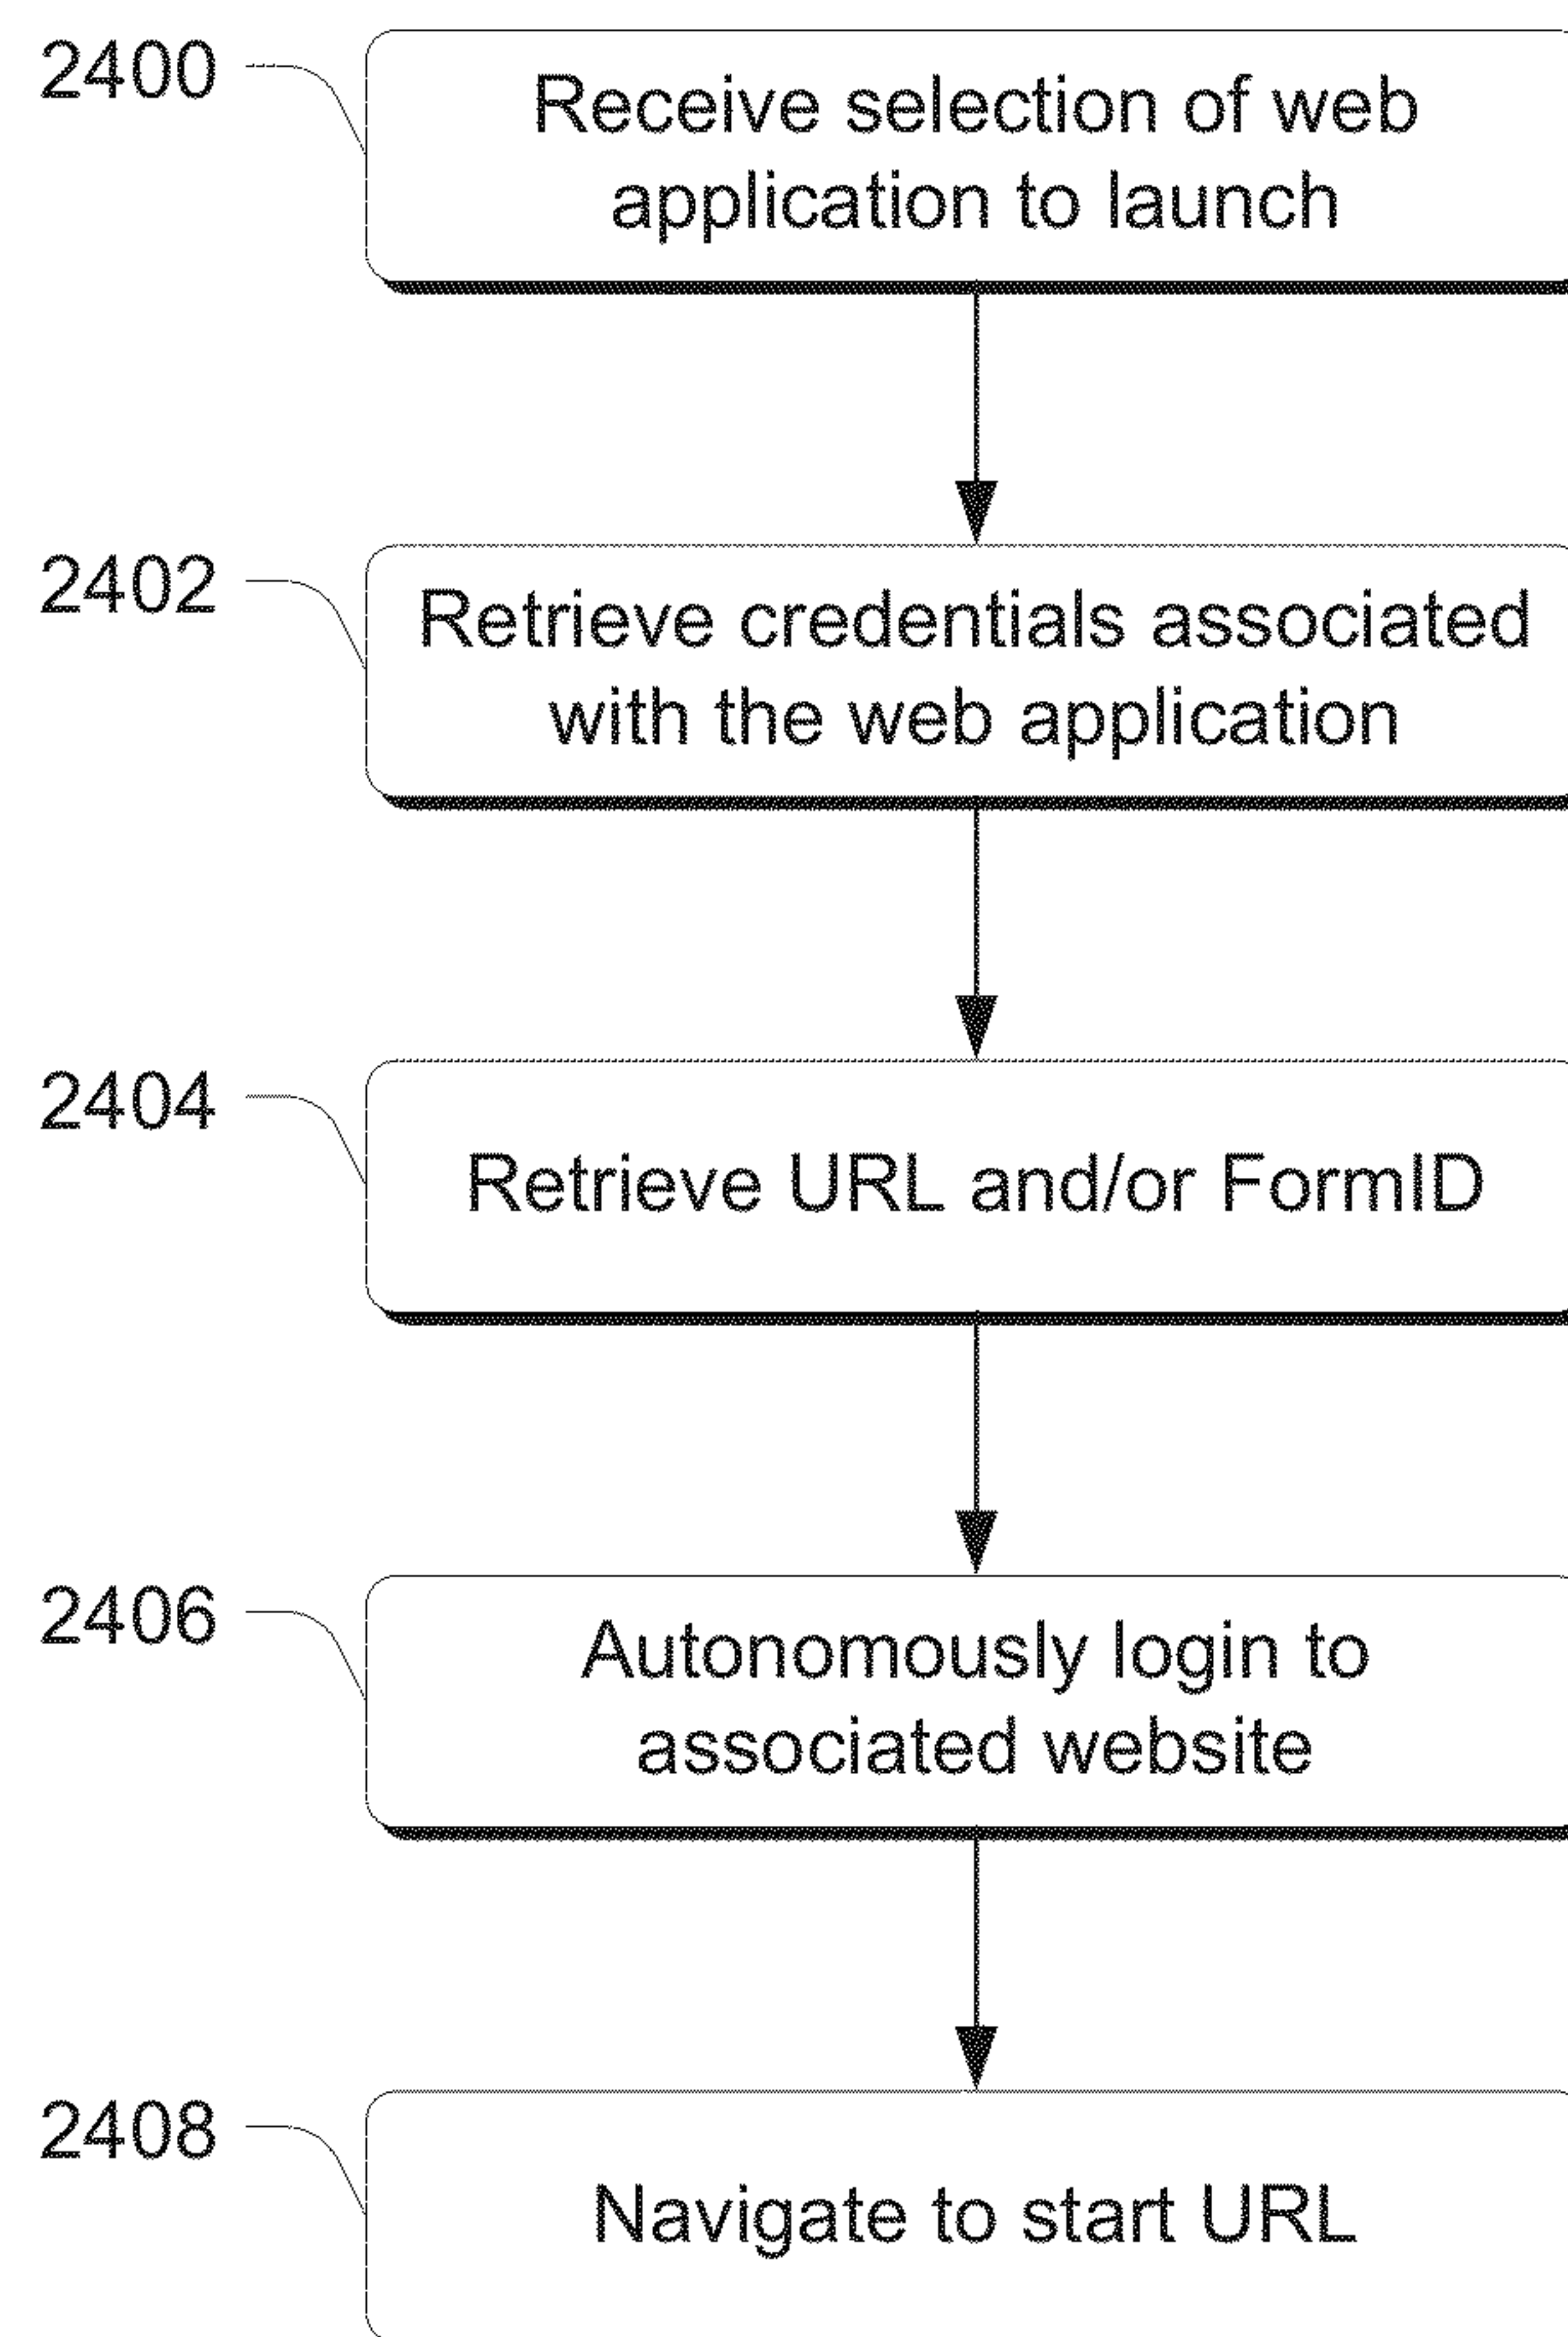 2400
Receive selection of web
application to launch
2402
Retrieve credentials associated
with the web application
2404
Retrieve URL and/or FormID
2406
Autonomously login to
associated website
2408
Navigate to start URL